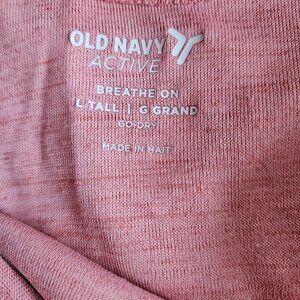 OLD NAVY
ACTIVE
BREATHE ON
L TALL | G GRAND
GO-DRY
MADE IN HAITI